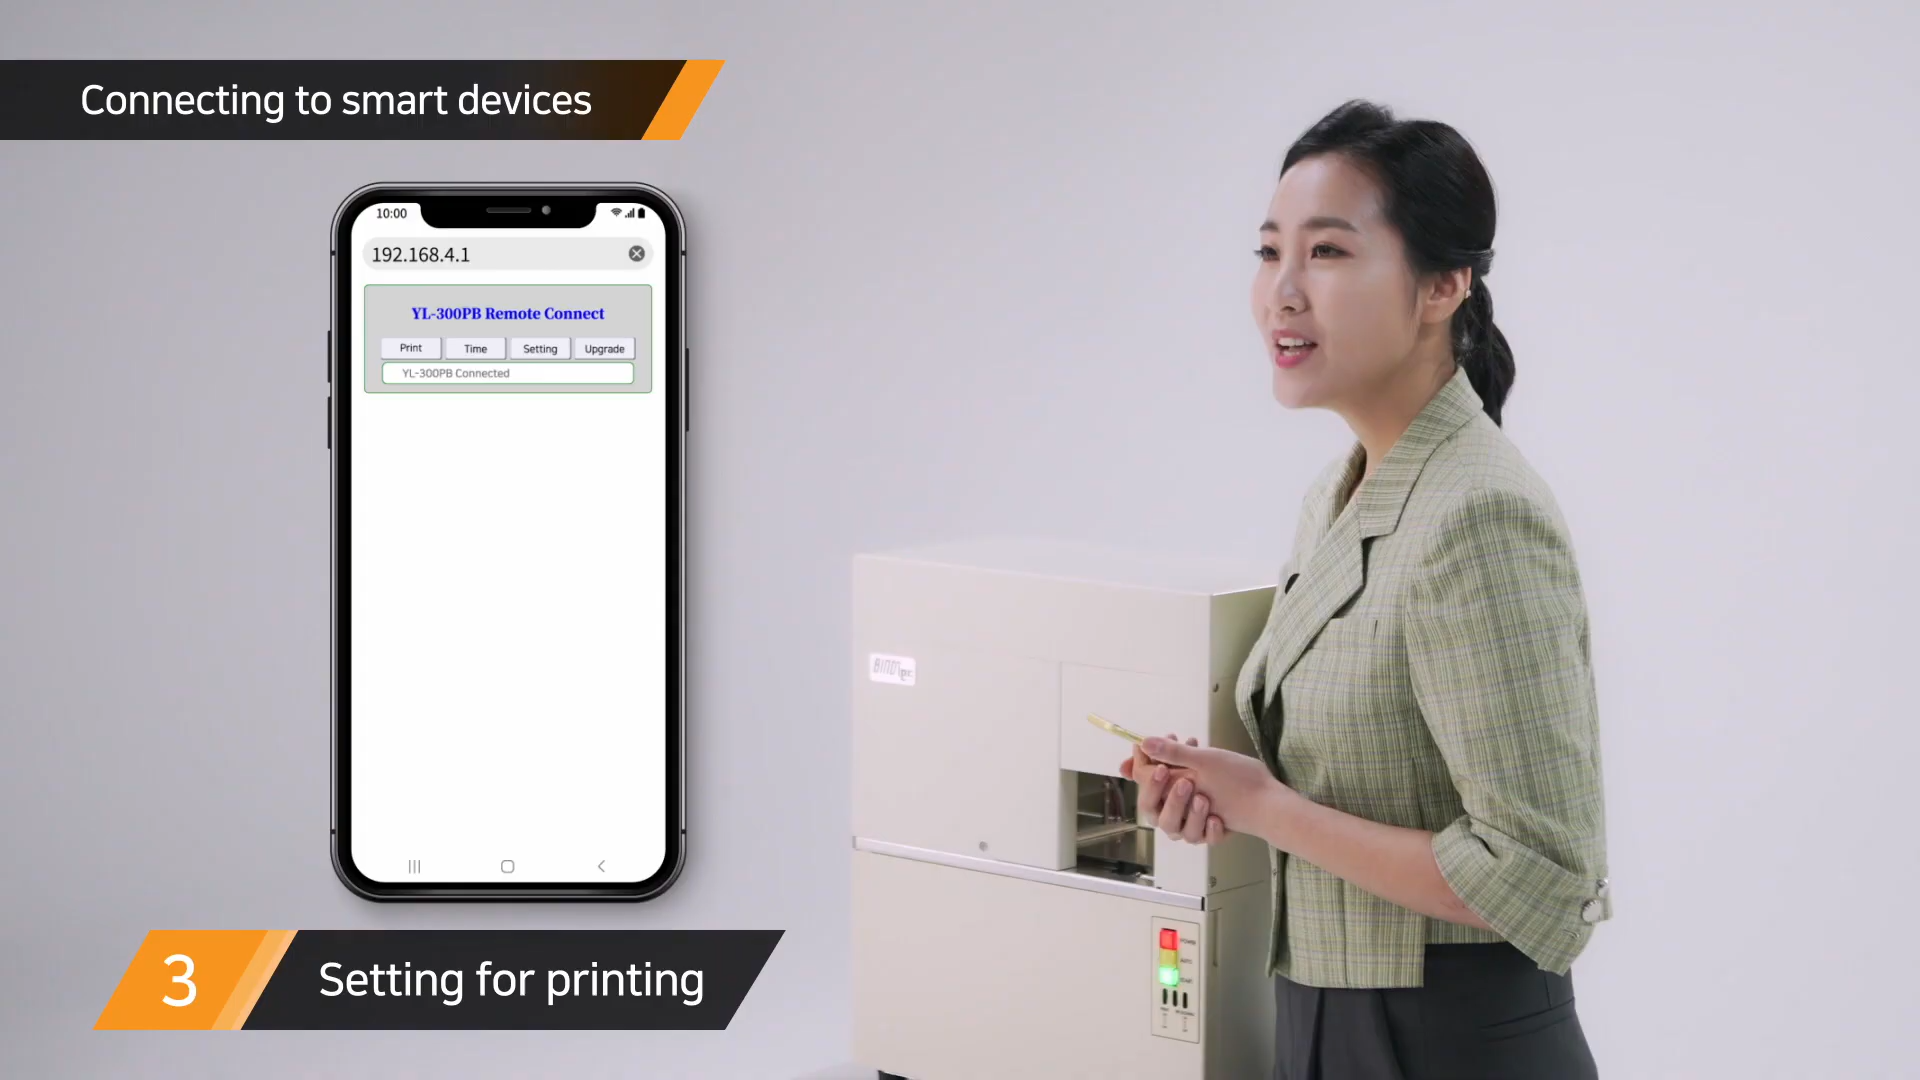 Connecting to smart devices
10:00
192.168.4.1
YL-300PB Remote Connect
Print Time Setting Upgrade
YL-300PB Connected
3 Setting for printing
POWER